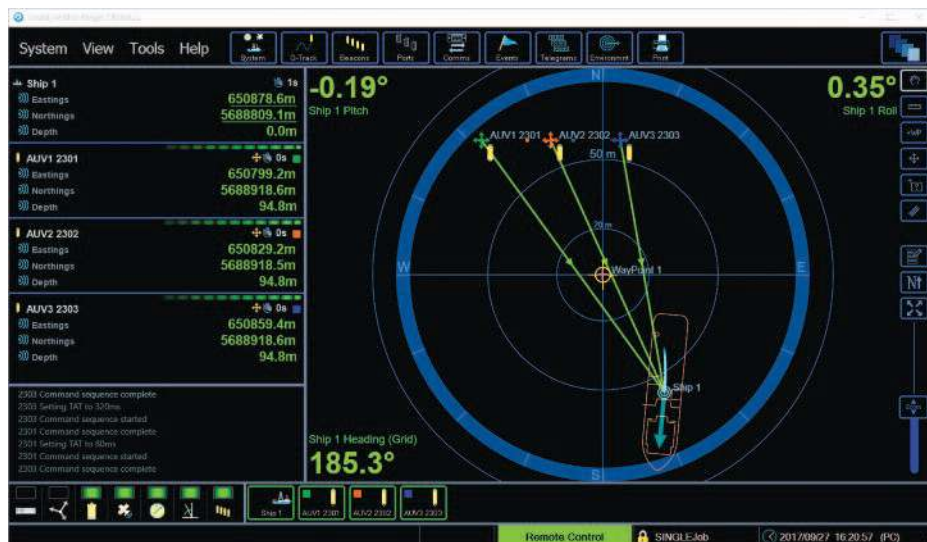 System View Tools Help
System
G-Track
Beacons
Ports
Comms
Events
Telegrams
Environment
Print
Ship 1 1s
Eastings 650878.6m
Northings 5688809.1m
Depth 0.0m
AUV1 2301 0s
Eastings 650799.2m
Northings 5688918.6m
Depth 94.8m
AUV2 2302 0s
Eastings 650829.2m
Northings 5688918.5m
Depth 94.8m
AUV3 2303 0s
Eastings 650859.4m
Northings 5688918.6m
Depth 94.8m
2303 Command sequence complete
2303 Setting TAT to 320ms
2303 Command sequence started
2301 Command sequence complete
2301 Setting TAT to 80ms
2301 Command sequence started
2303 Command sequence complete
-0.19°
Ship 1 Pitch
0.35°
Ship 1 Roll
N
AUV1 2301 AUV2 2302 AUV3 2303
50 m
20 m
W
WayPoint 1
E
Ship 1
Ship 1 Heading (Grid)
185.3°
S
+WP
N
Ship 1
AUV1 2301
AUV2 2302
AUV3 2303
Remote Control
SINGLEJob
2017/09/27 16:20:57 (PC)